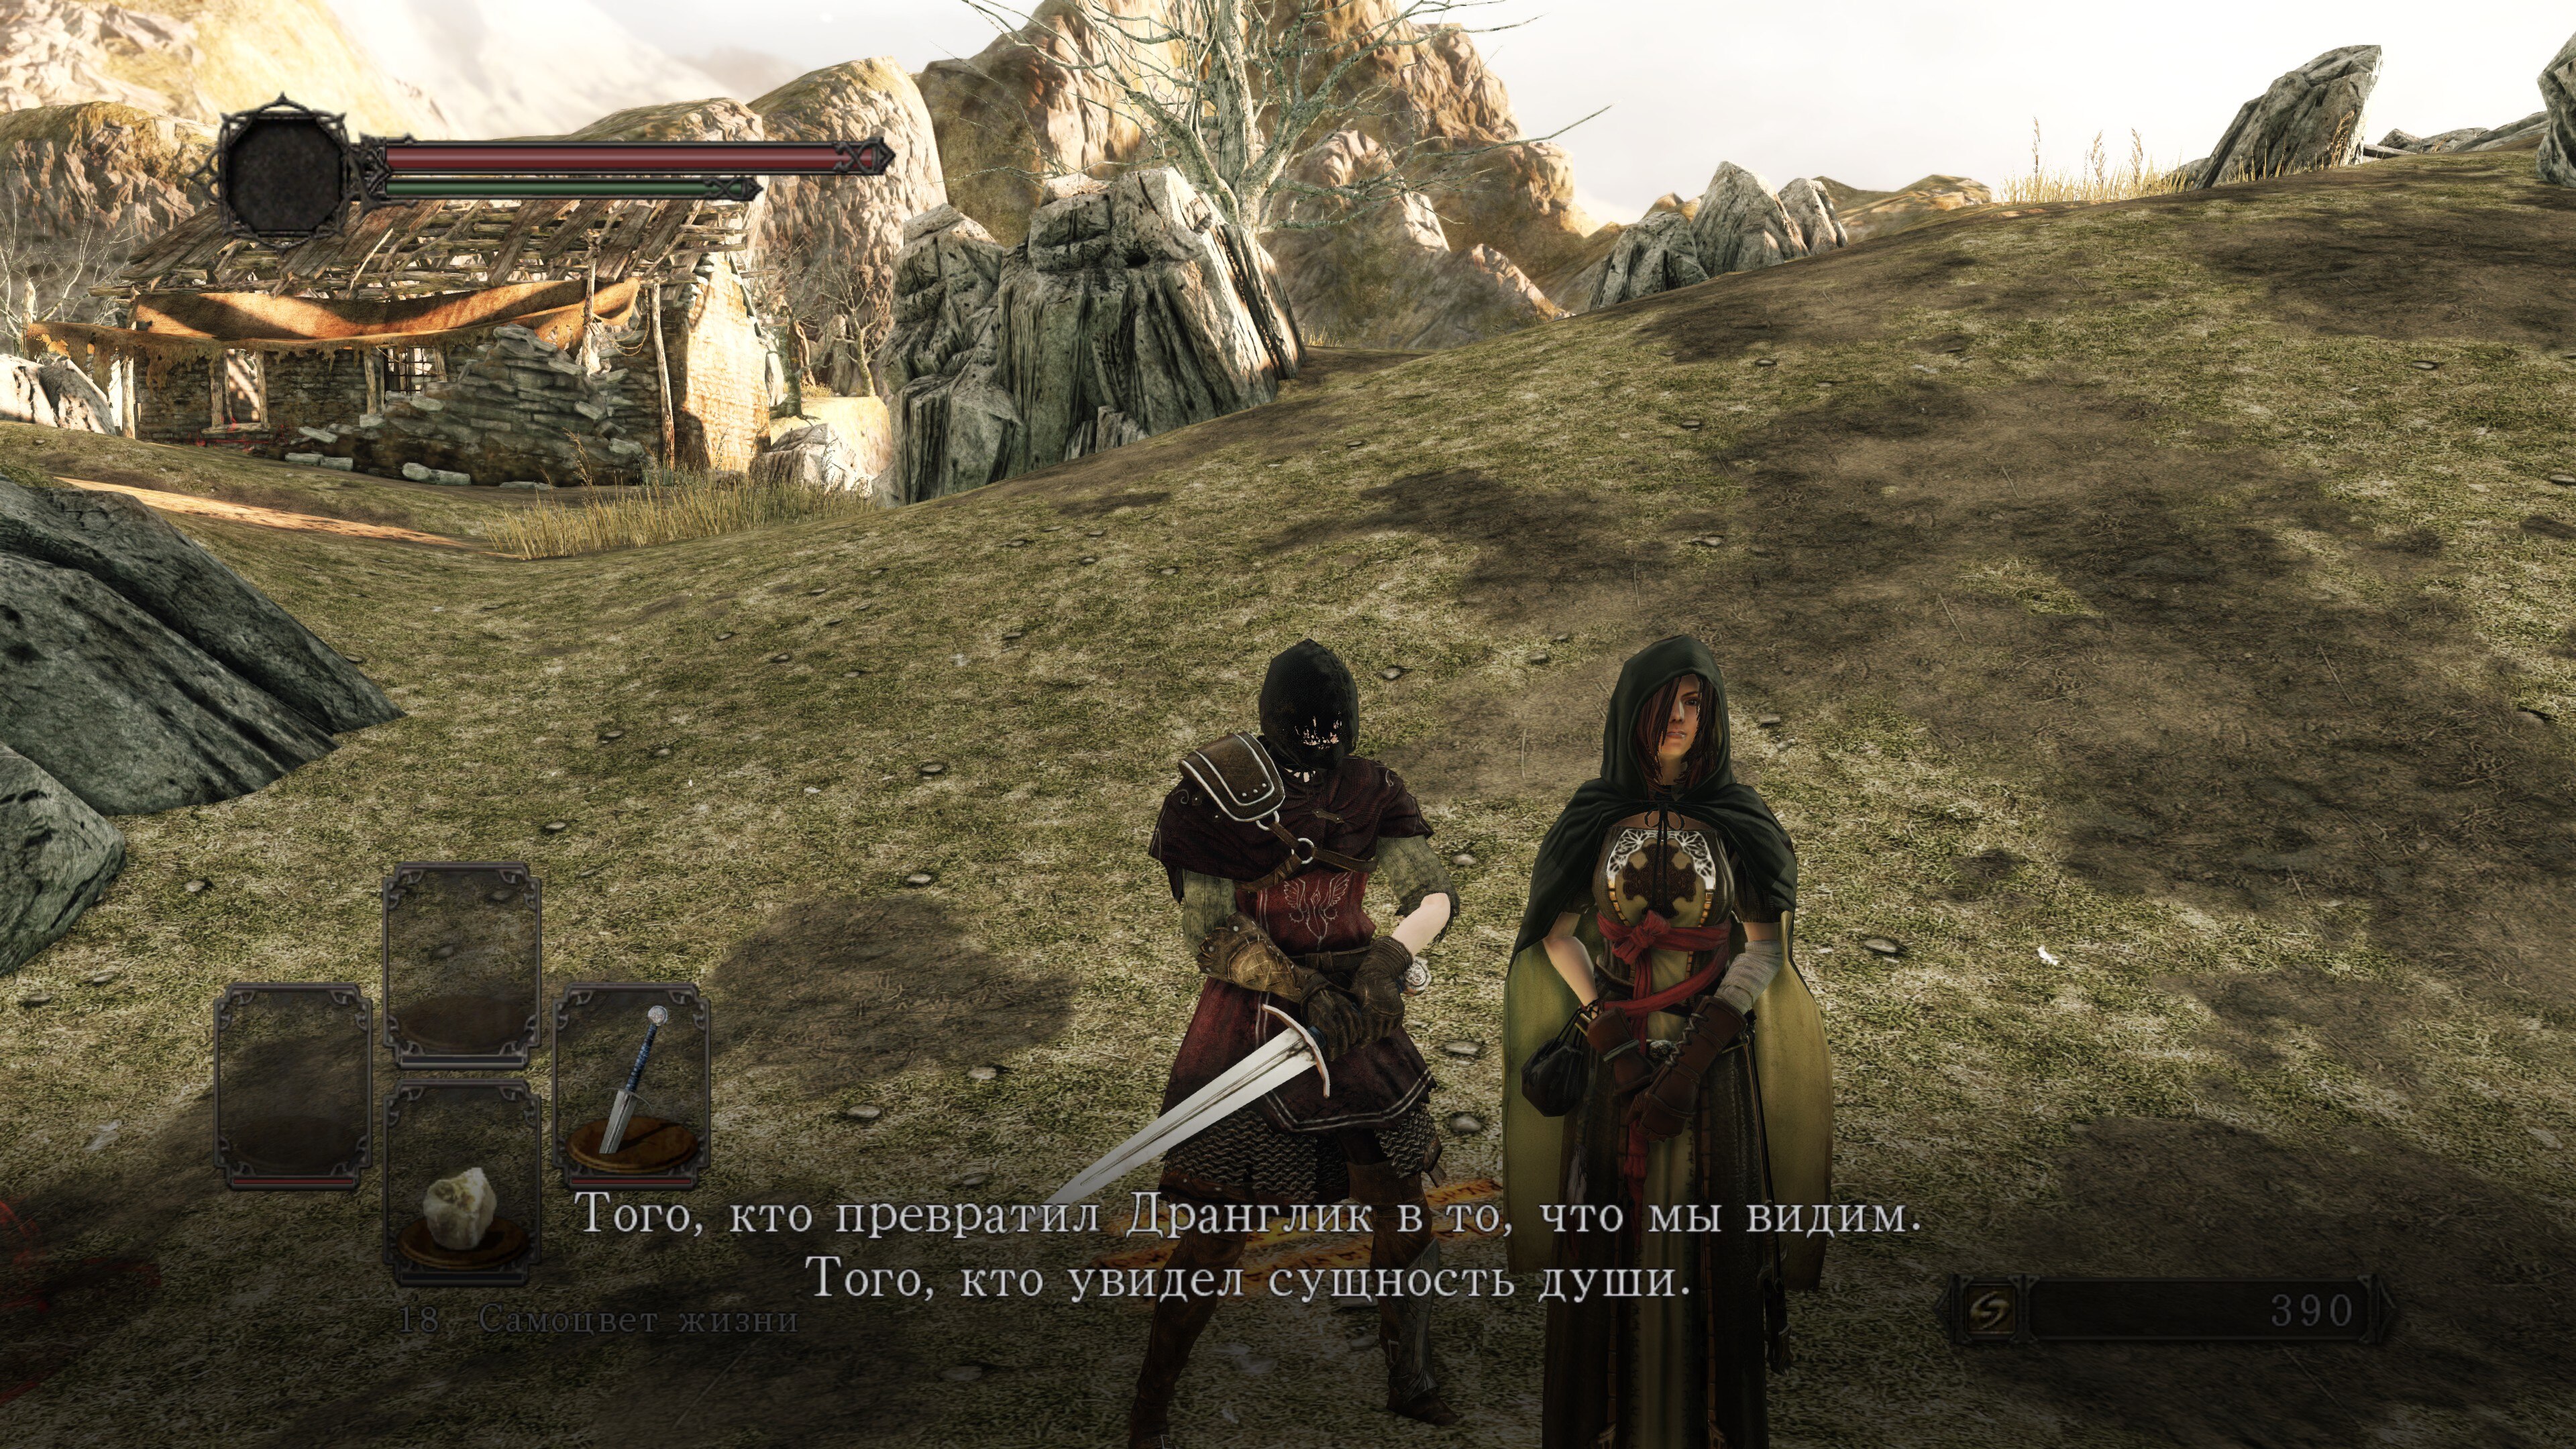 Того, кто превратил Дранглик в то, что мы видим.
Того, кто увидел сущность души.
18 Самоцвет жизни
390